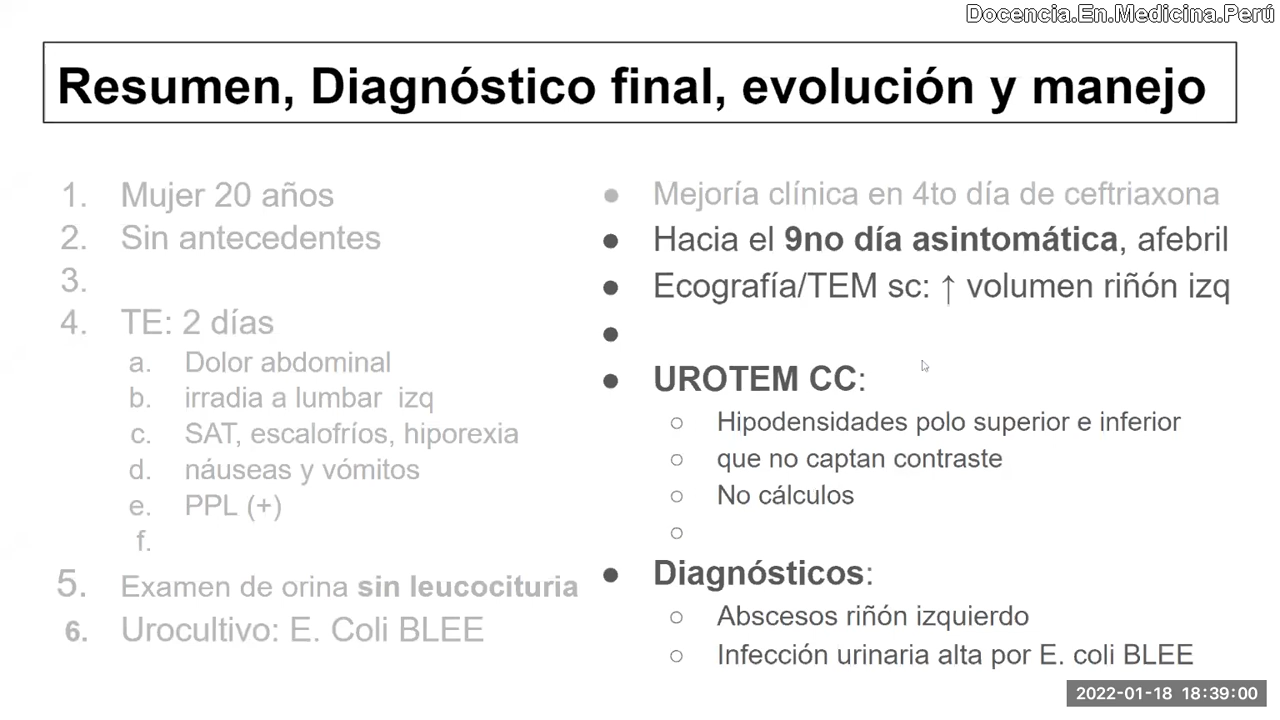 Docencia.En.Medicina.Perú
Resumen, Diagnóstico final, evolución y manejo
1. Mujer 20 años
2. Sin antecedentes
3.
4. TE: 2 días
a. Dolor abdominal
b. irradia a lumbar izq
c. SAT, escalofríos, hiporexia
d. náuseas y vómitos
e. PPL (+)
f.
5. Examen de orina sin leucocituria
6. Urocultivo: E. Coli BLEE
● Mejoría clínica en 4to día de ceftriaxona
● Hacia el 9no día asintomática, afebril
● Ecografía/TEM sc: ↑ volumen riñón izq
●
● UROTEM CC:
○ Hipodensidades polo superior e inferior
○ que no captan contraste
○ No cálculos
○
● Diagnósticos:
○ Abscesos riñón izquierdo
○ Infección urinaria alta por E. coli BLEE
2022-01-18 18:39:00